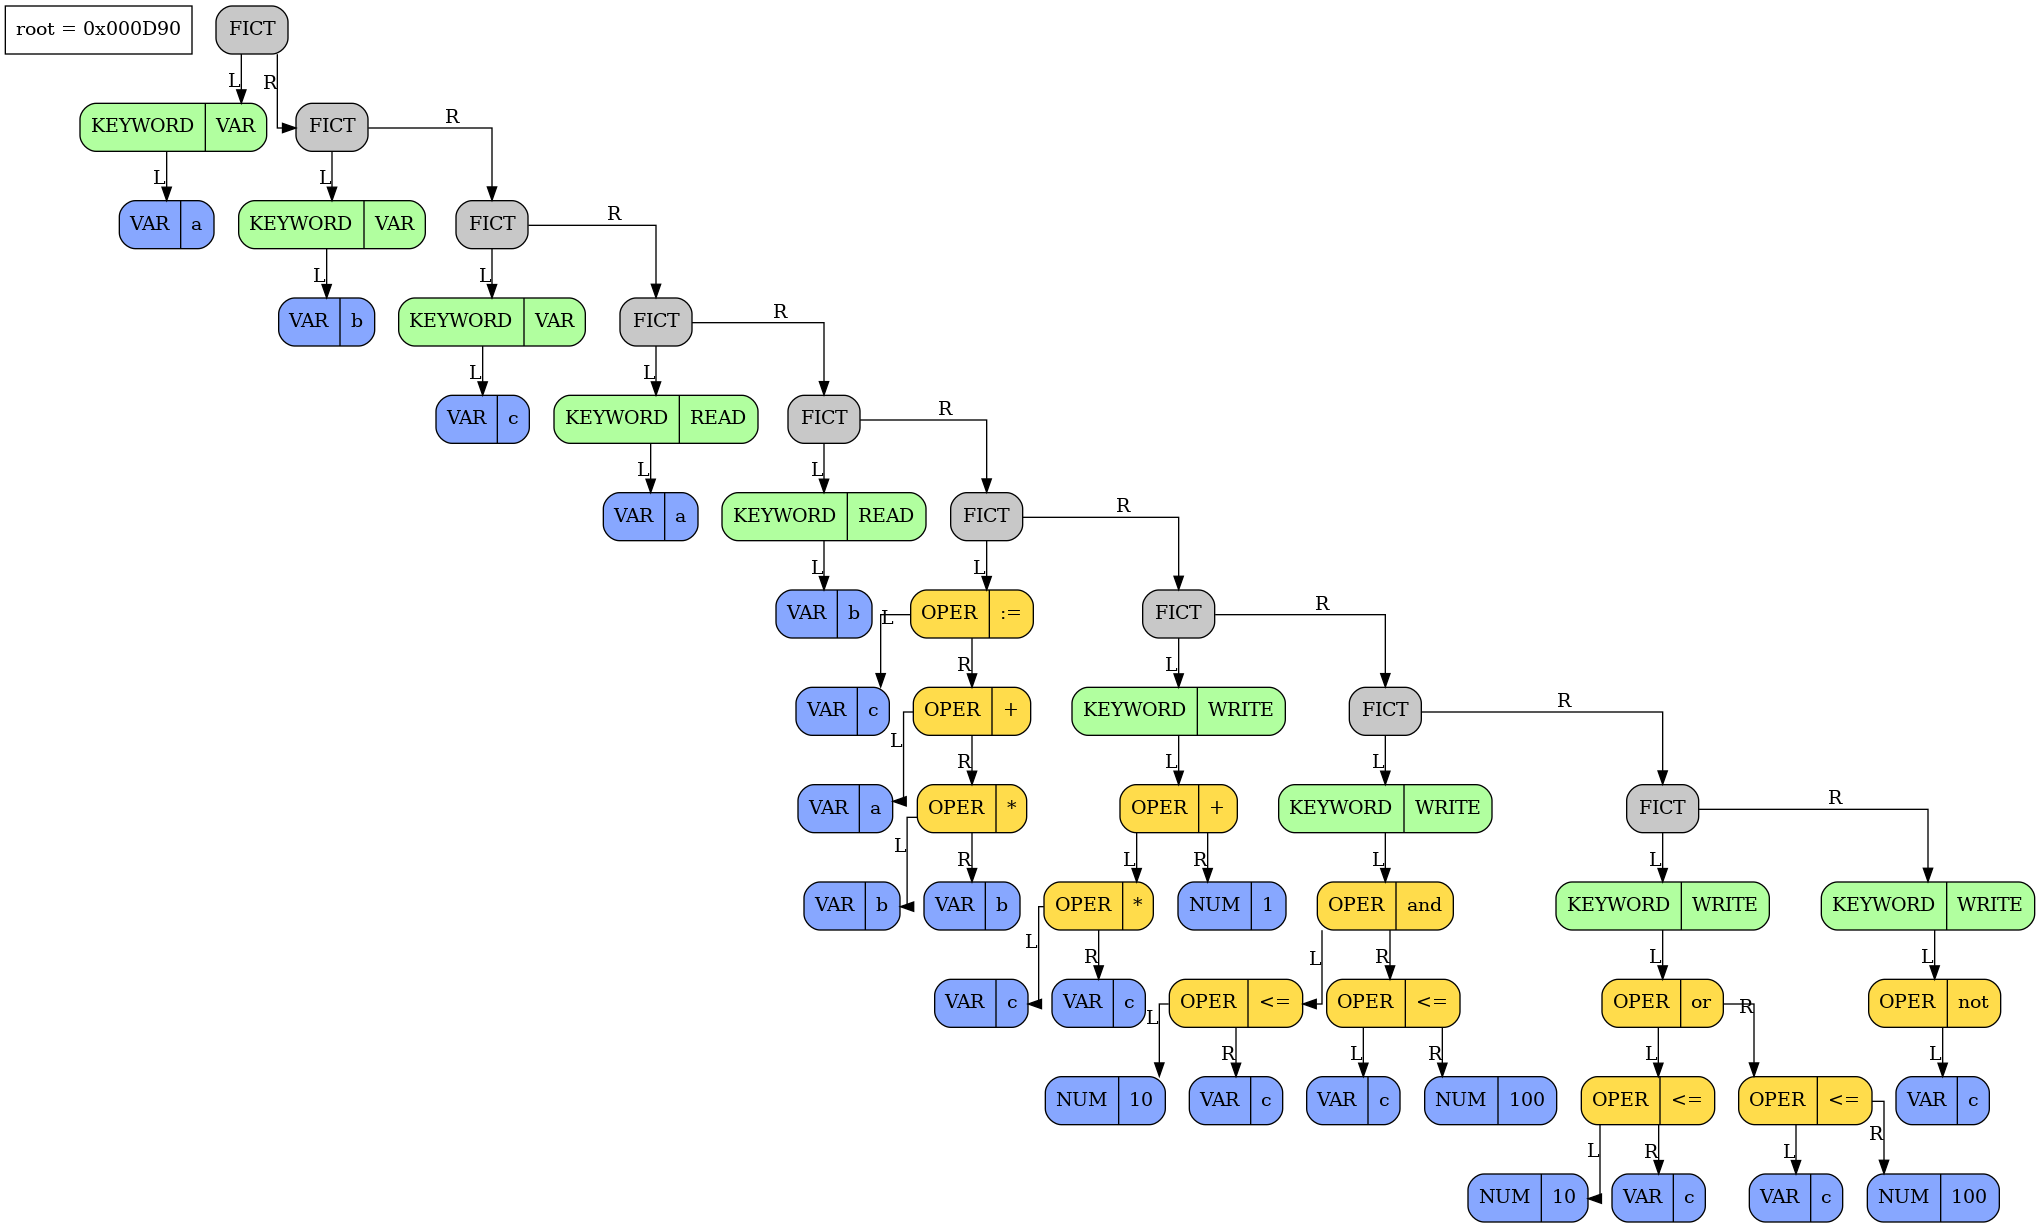 root = 0x000D90 FICT
L R
KEYWORD VAR FICT R
L L
VAR a KEYWORD VAR FICT R
L L
VAR b KEYWORD VAR FICT R
L L
VAR c KEYWORD READ FICT R
L L
VAR a KEYWORD READ FICT R
L L
VAR b L OPER := FICT R
R L
VAR c OPER + KEYWORD WRITE FICT R
L R L L
VAR a OPER * OPER + KEYWORD WRITE FICT R
L R L R L L
VAR b VAR b OPER * NUM 1 OPER and KEYWORD WRITE KEYWORD WRITE
L R L R L L
VAR c VAR c OPER <= OPER <= OPER or R OPER not
L R L R L L
NUM 10 VAR c VAR c NUM 100 OPER <= OPER <= VAR c
L R L R
NUM 10 VAR c VAR c NUM 100